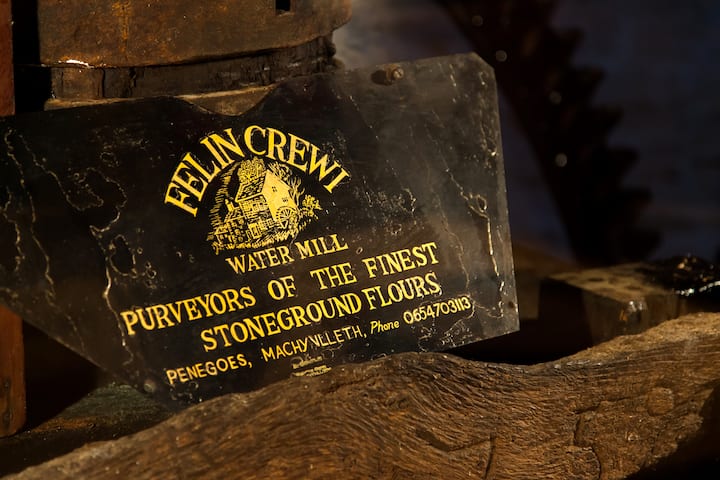 FELIN CREWI
WATER MILL
PURVEYORS OF THE FINEST
STONEGROUND FLOURS
PENEGOES, MACHYNLLETH, Phone 0654703113